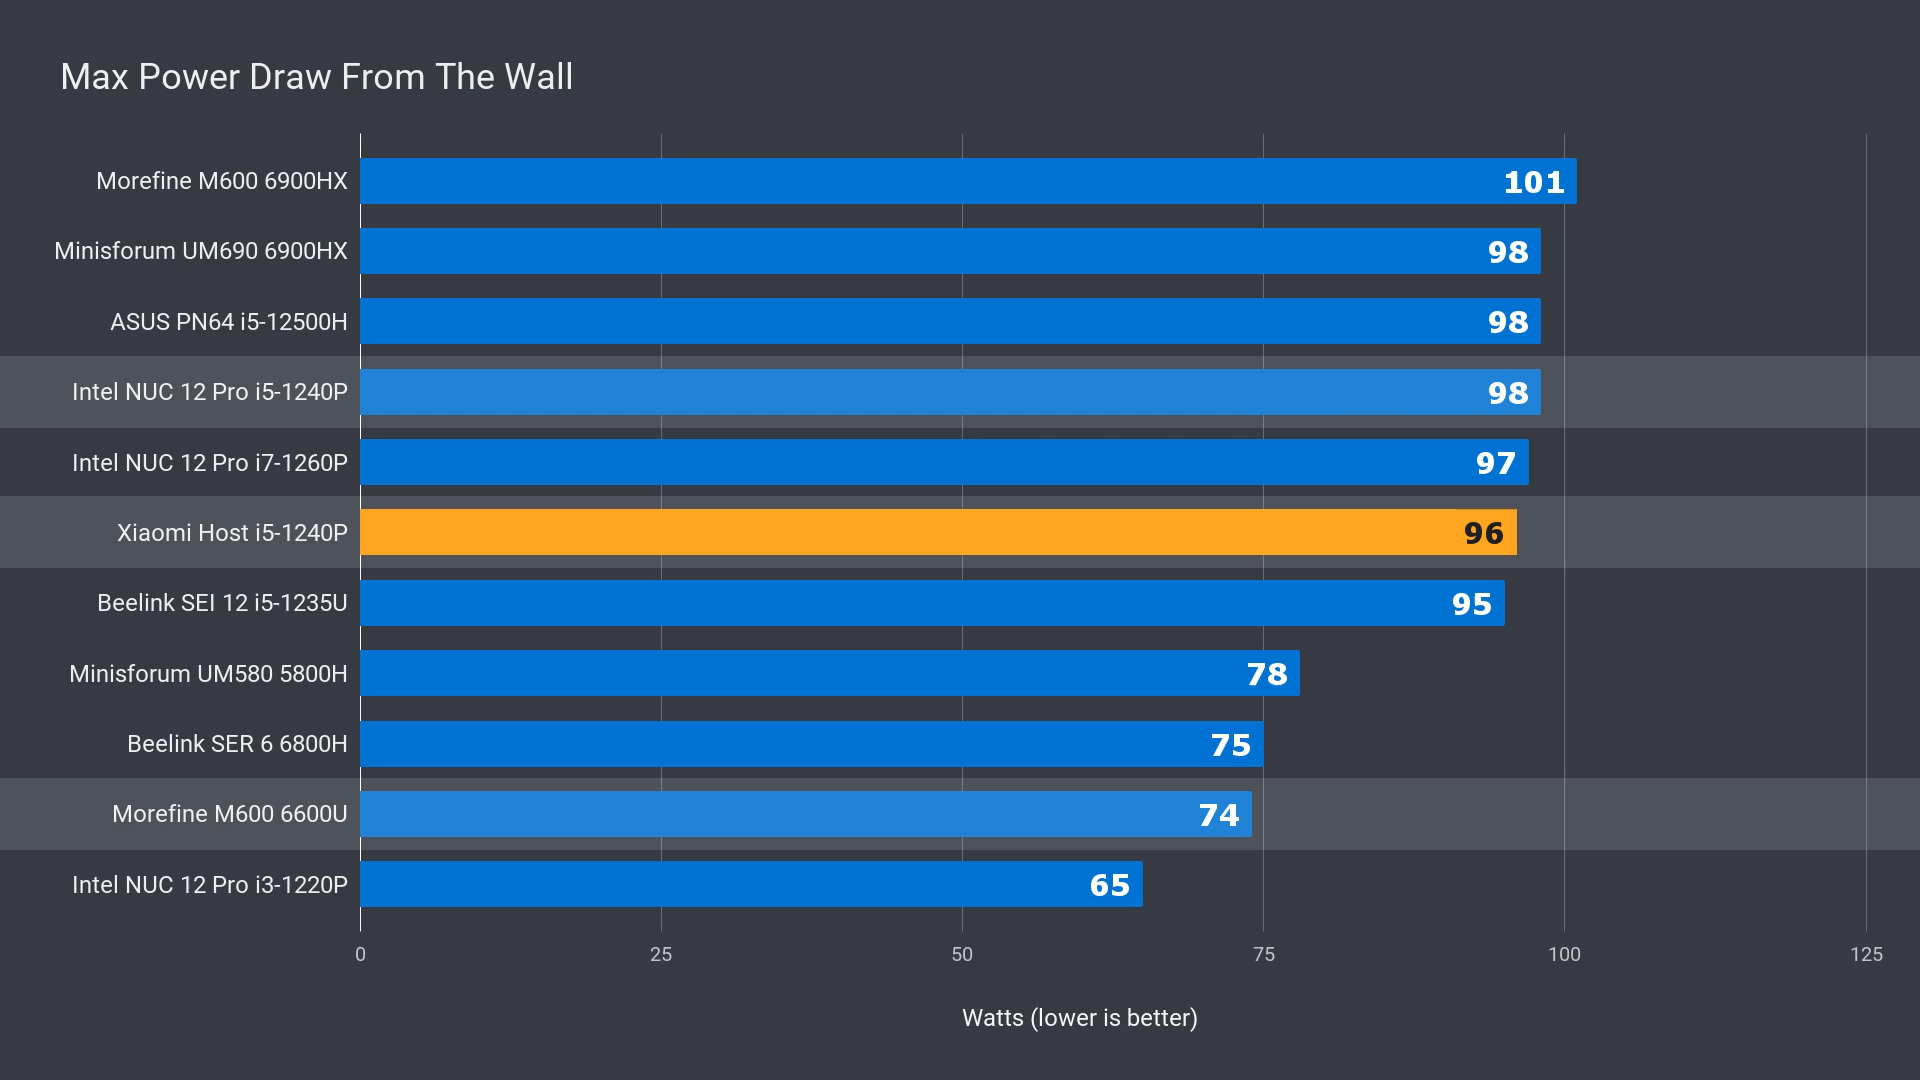 Max Power Draw From The Wall
Morefine M600 6900HX 101
Minisforum UM690 6900HX 98
ASUS PN64 i5-12500H 98
Intel NUC 12 Pro i5-1240P 98
Intel NUC 12 Pro i7-1260P 97
Xiaomi Host i5-1240P 96
Beelink SEI 12 i5-1235U 95
Minisforum UM580 5800H 78
Beelink SER 6 6800H 75
Morefine M600 6600U 74
Intel NUC 12 Pro i3-1220P 65
0 25 50 75 100 125
Watts (lower is better)